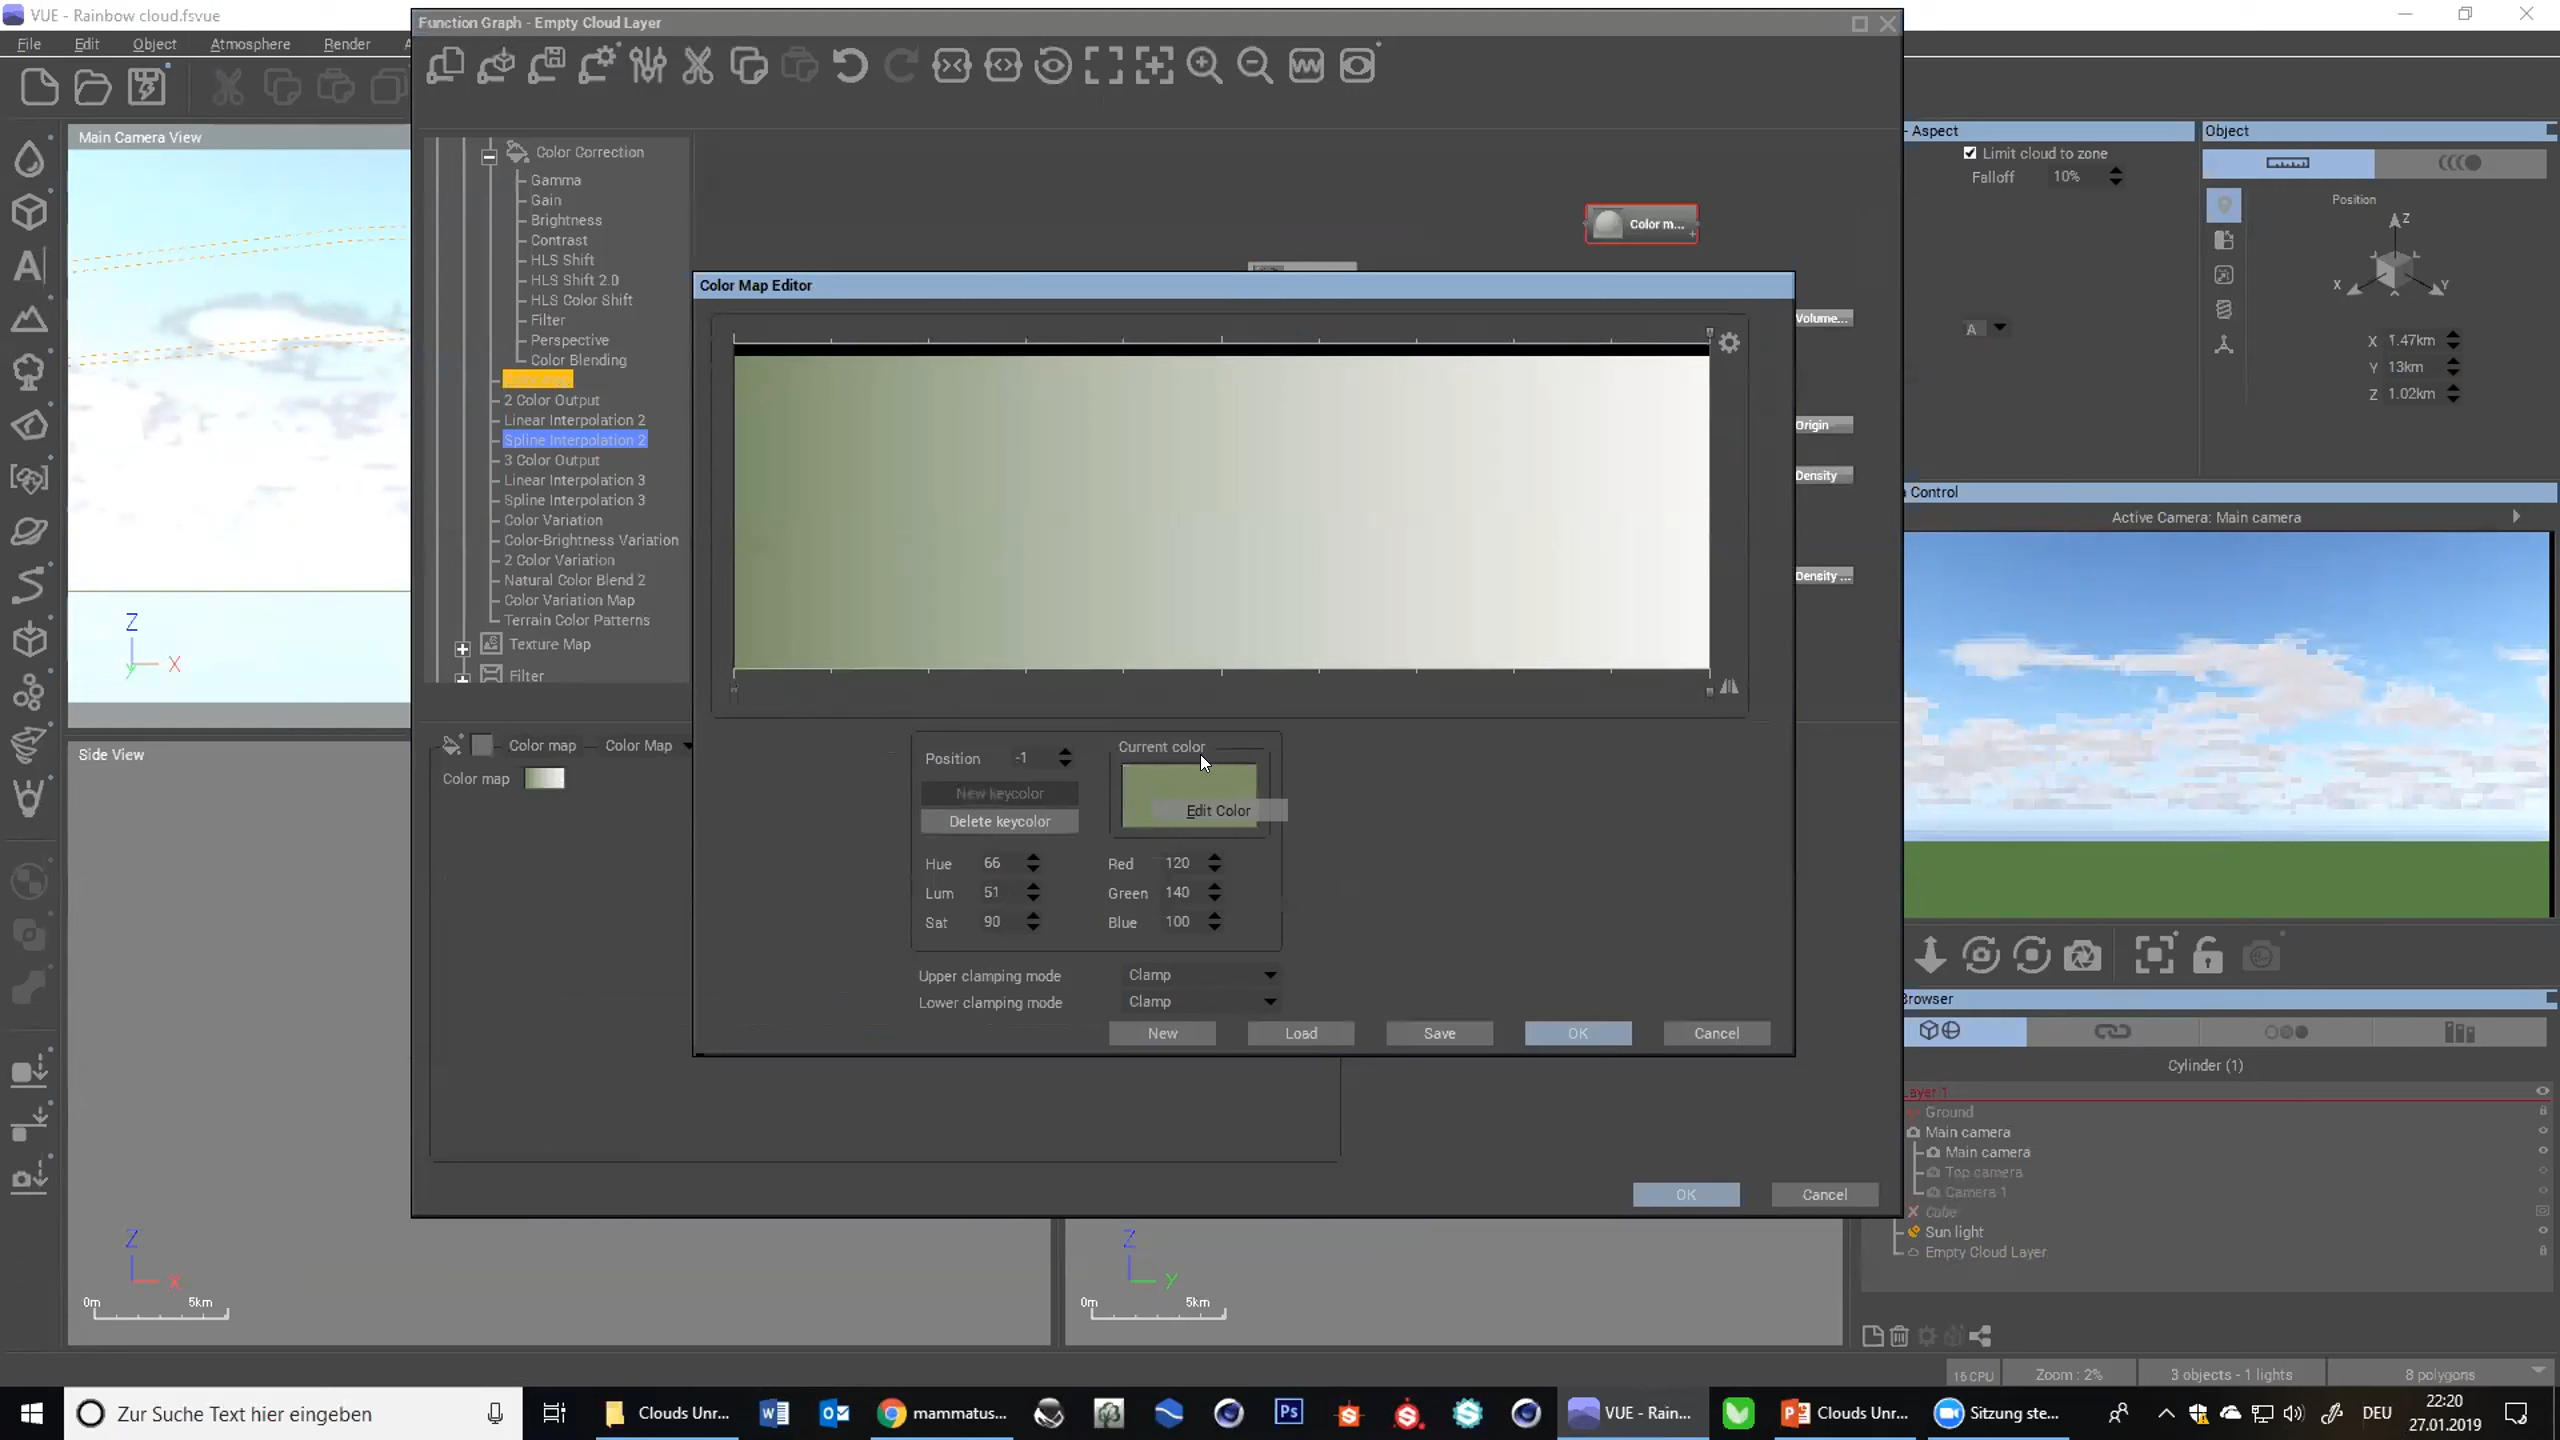 VUE - Rainbow cloud.fsvue
File
Edit
Object
Atmosphere
Render
Function Graph - Empty Cloud Layer
Main Camera View
Color Correction
Gamma
Gain
Brightness
Contrast
HLS Shift
HLS Shift 2.0
HLS Color Shift
Filter
Perspective
Color Blending
2 Color Output
Linear Interpolation 2
Spline Interpolation 2
3 Color Output
Linear Interpolation 3
Spline Interpolation 3
Color Variation
Color-Brightness Variation
2 Color Variation
Natural Color Blend 2
Color Variation Map
Terrain Color Patterns
Texture Map
Filter
Color m...
Volume...
Origin
Density
Density ...
Color map
Color Map
Color map
Color Map Editor
Position -1
New keycolor
Delete keycolor
Current color
Edit Color
Hue 66
Lum 51
Sat 90
Red 120
Green 140
Blue 100
Upper clamping mode Clamp
Lower clamping mode Clamp
New
Load
Save
OK
Cancel
OK
Cancel
- Aspect
Limit cloud to zone
Falloff 10%
A
Object
Position
Z
X
Y
X 1.47km
Y 13km
Z 1.02km
Control
Active Camera: Main camera
Browser
Cylinder (1)
Layer 1
Ground
Main camera
Main camera
Top camera
Camera 1
Cube
Sun light
Empty Cloud Layer
Z
X
y
Side View
Z
X
0m 5km
Z
y
0m 5km
16 CPU
Zoom : 2%
3 objects - 1 lights
8 polygons
Zur Suche Text hier eingeben
Clouds Unr...
mammatus...
Ps
VUE - Rain...
Clouds Unr...
Sitzung ste...
DEU
22:20
27.01.2019